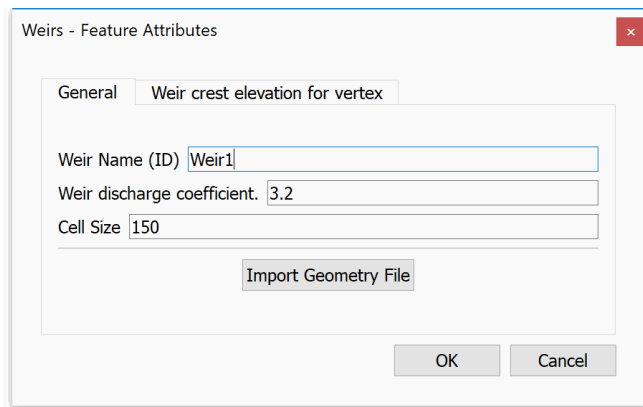 Weirs - Feature Attributes
×
General Weir crest elevation for vertex
Weir Name (ID) Weir1
Weir discharge coefficient. 3.2
Cell Size 150
Import Geometry File
OK Cancel